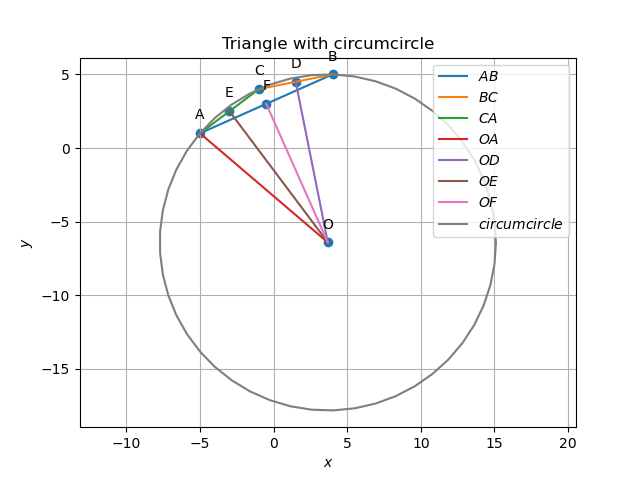 Triangle with circumcircle
B
D
C
F
E
A
O
AB
BC
CA
OA
OD
OE
OF
circumcircle
5
0
−5
−10
−15
y
−10 −5 0 5 10 15 20
x